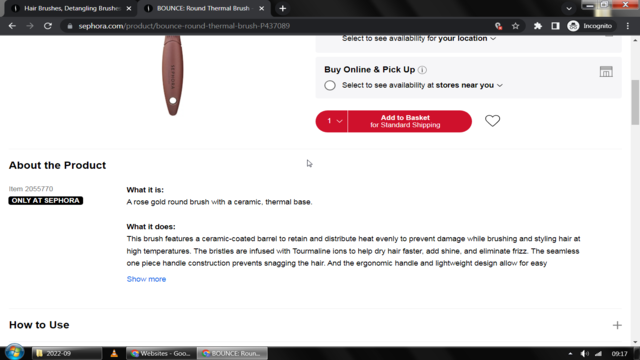 Hair Brushes, Detangling Brushes
BOUNCE: Round Thermal Brush -
sephora.com/product/bounce-round-thermal-brush-P437089
Incognito
Select to see availability for your location
Buy Online & Pick Up
Select to see availability at stores near you
1
Add to Basket
for Standard Shipping
SEPHORA
About the Product
Item 2055770
ONLY AT SEPHORA
What it is:
A rose gold round brush with a ceramic, thermal base.
What it does:
This brush features a ceramic-coated barrel to retain and distribute heat evenly to prevent damage while brushing and styling hair at
high temperatures. The bristles are infused with Tourmaline ions to help dry hair faster, add shine, and eliminate frizz. The seamless
one piece handle construction prevents snagging the hair. And the ergonomic handle and lightweight design allow for easy
Show more
How to Use
2022-09
Websites - Goo...
BOUNCE: Roun...
09:17